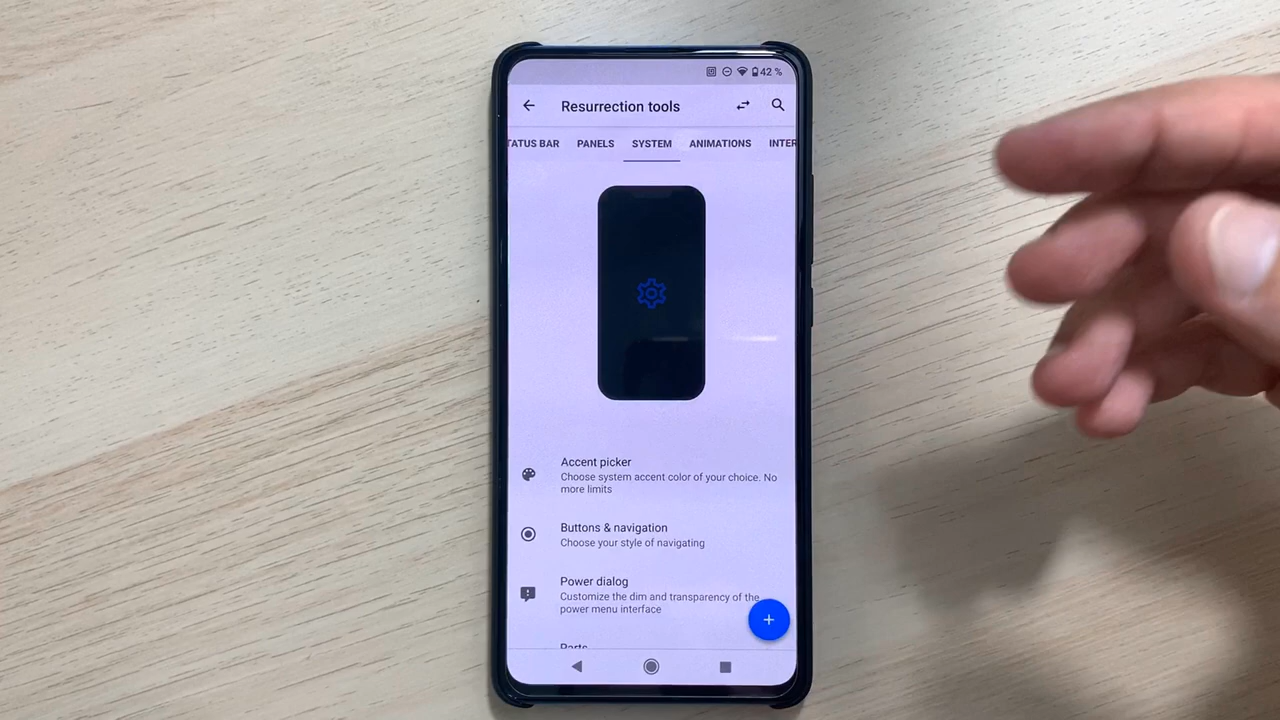 42 %
Resurrection tools
TATUS BAR PANELS SYSTEM ANIMATIONS INTER
Accent picker
Choose system accent color of your choice. No
more limits
Buttons & navigation
Choose your style of navigating
Power dialog
Customize the dim and transparency of the
power menu interface
Parts